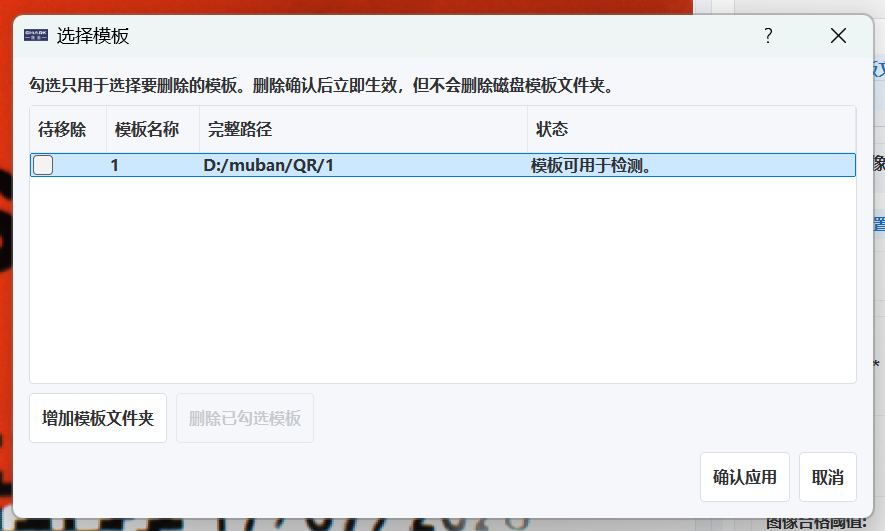 选择模板
?
勾选只用于选择要删除的模板。删除确认后立即生效，但不会删除磁盘模板文件夹。
待移除 模板名称 完整路径 状态
1 D:/muban/QR/1 模板可用于检测。
增加模板文件夹 删除已勾选模板
确认应用 取消
图像合格阈值: